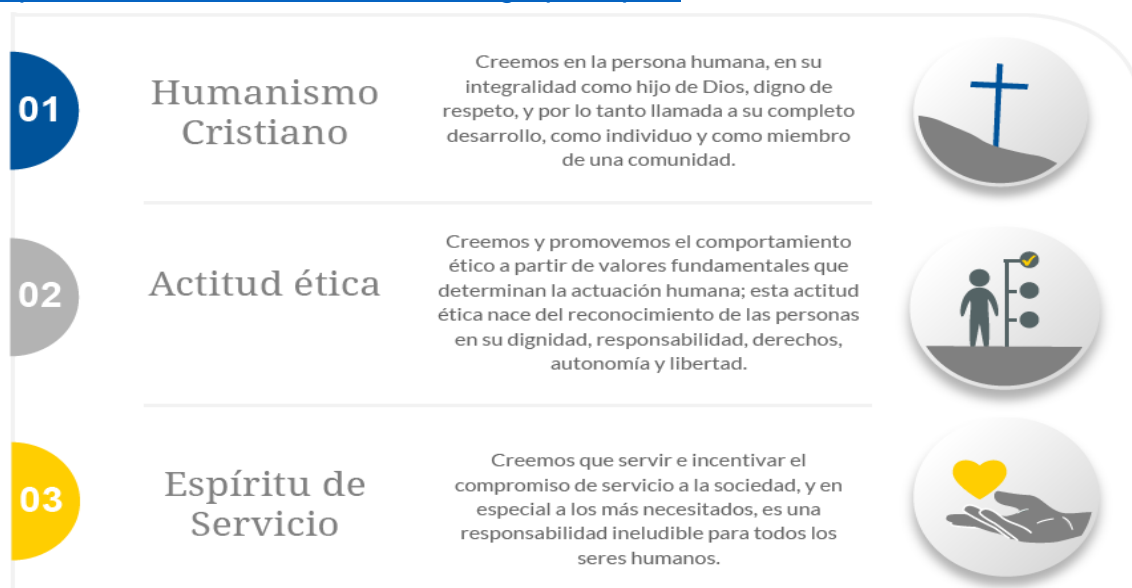 01
Humanismo
Cristiano
Creemos en la persona humana, en su
integralidad como hijo de Dios, digno de
respeto, y por lo tanto llamada a su completo
desarrollo, como individuo y como miembro
de una comunidad.
02
Actitud ética
Creemos y promovemos el comportamiento
ético a partir de valores fundamentales que
determinan la actuación humana; esta actitud
ética nace del reconocimiento de las personas
en su dignidad, responsabilidad, derechos,
autonomía y libertad.
03
Espíritu de
Servicio
Creemos que servir e incentivar el
compromiso de servicio a la sociedad, y en
especial a los más necesitados, es una
responsabilidad ineludible para todos los
seres humanos.